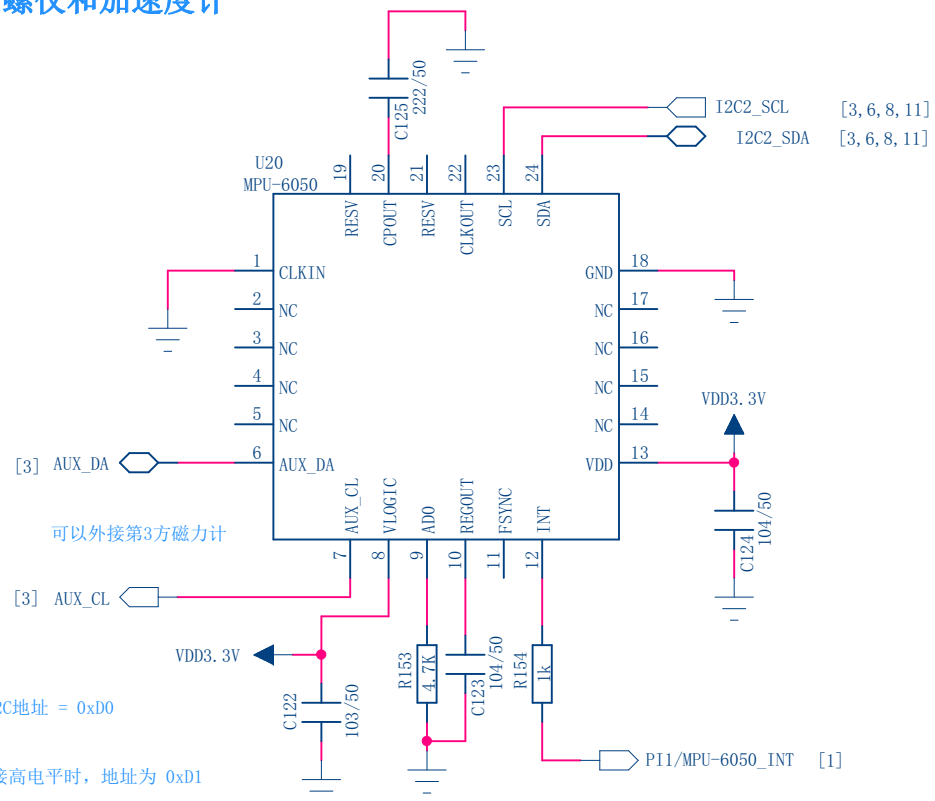 螺仪和加速度计
222/50
C125
I2C2_SCL [3,6,8,11]
I2C2_SDA [3,6,8,11]
U20
MPU-6050
19 20 21 22 23 24
RESV CPOUT RESV CLKOUT SCL SDA
1 CLKIN
2 NC
3 NC
4 NC
5 NC
6 AUX_DA
GND 18
NC 17
NC 16
NC 15
NC 14
VDD 13
VDD3.3V
[3] AUX_DA
AUX_CL VLOGIC AD0 REGOUT FSYNC INT
7 8 9 10 11 12
C124
104/50
可以外接第3方磁力计
[3] AUX_CL
VDD3.3V
C122
103/50
R153
4.7K
C123
104/50
R154
1k
2C地址 = 0xD0
PI1/MPU-6050_INT [1]
接高电平时，地址为 0xD1